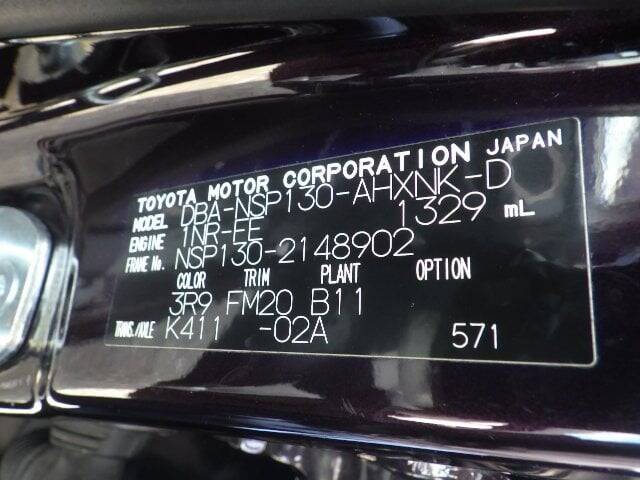 TOYOTA MOTOR CORPORATION JAPAN
MODEL DBA-NSP130-AHXNK-D
ENGINE 1NR-FE 1329 mL
FRAME No. NSP130-2148902
COLOR TRIM PLANT OPTION
3R9 FM20 B11
TRANS./AXLE K411 -02A 571